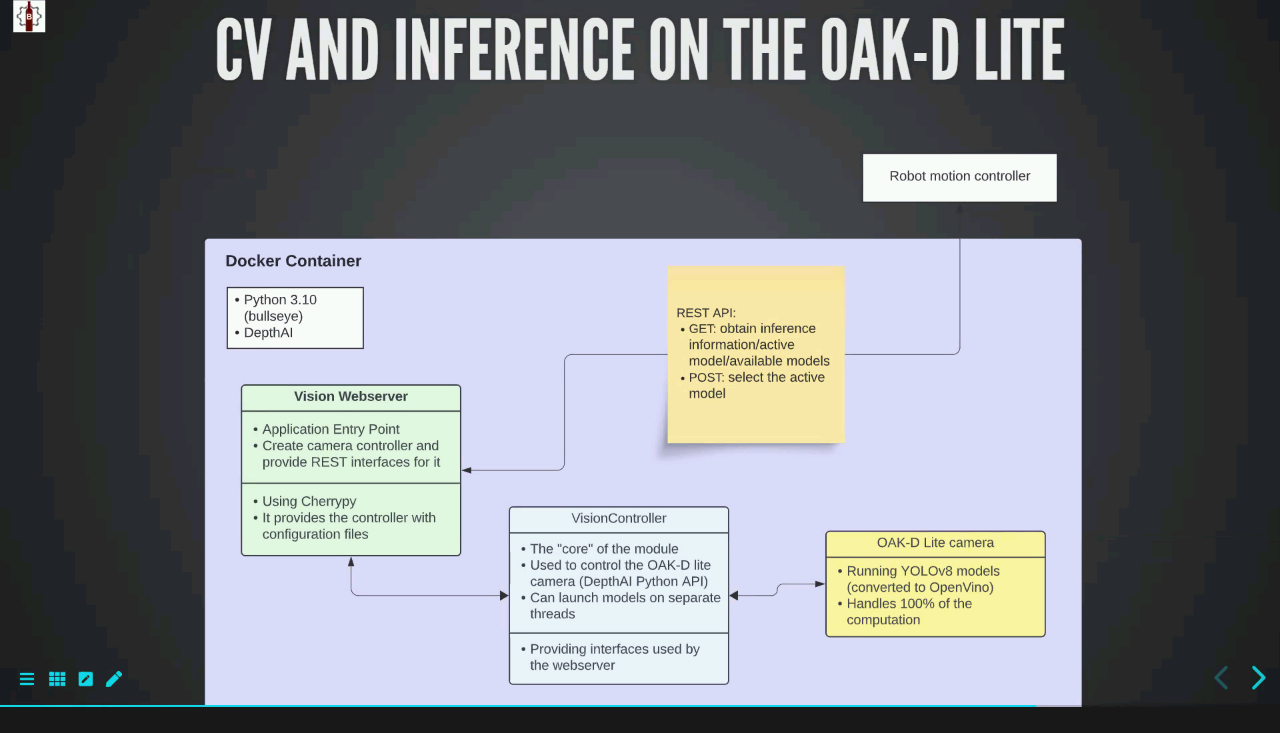 B
CV AND INFERENCE ON THE OAK-D LITE
Robot motion controller
Docker Container
• Python 3.10
(bullseye)
• DepthAI
REST API:
• GET: obtain inference
information/active
model/available models
• POST: select the active
model
Vision Webserver
• Application Entry Point
• Create camera controller and
provide REST interfaces for it
• Using Cherrypy
• It provides the controller with
configuration files
VisionController
• The "core" of the module
• Used to control the OAK-D lite
camera (DepthAI Python API)
• Can launch models on separate
threads
• Providing interfaces used by
the webserver
OAK-D Lite camera
• Running YOLOv8 models
(converted to OpenVino)
• Handles 100% of the
computation